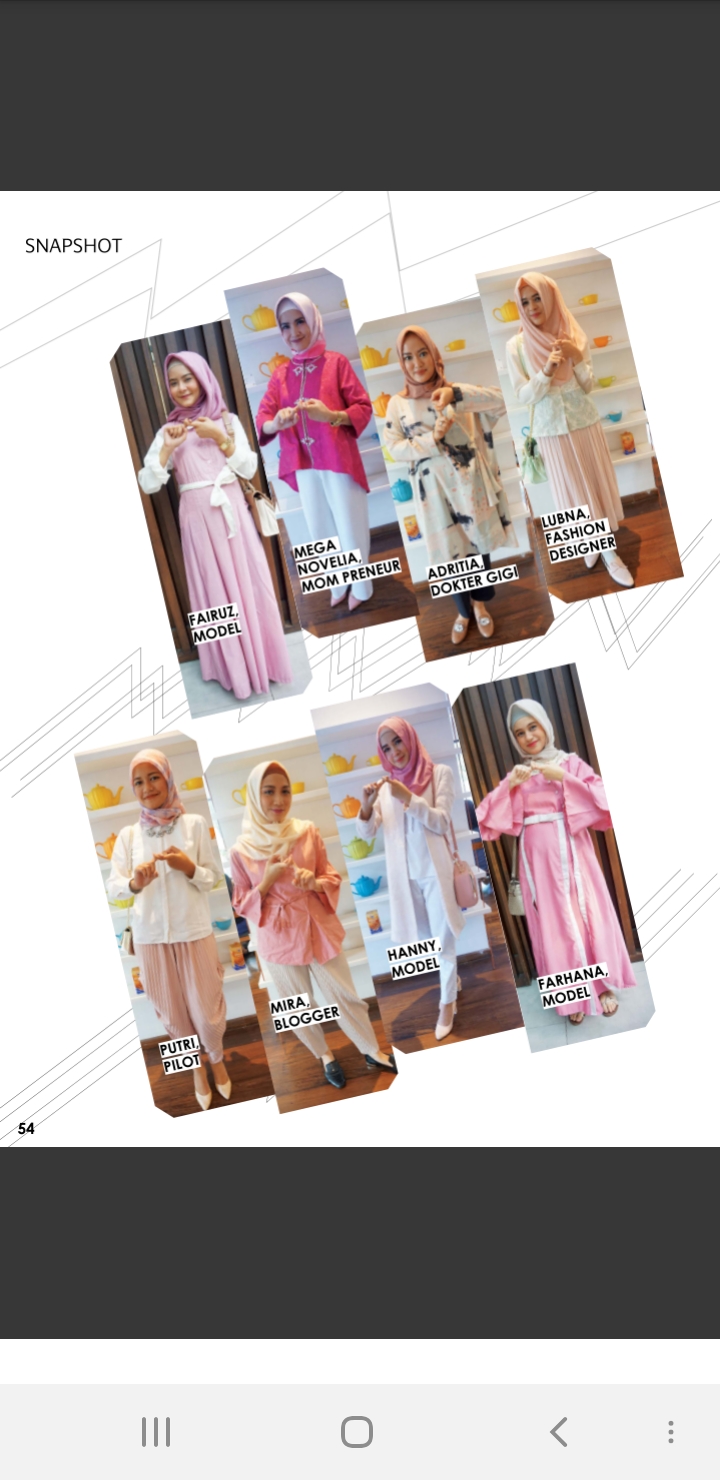 SNAPSHOT
MEGA
NOVELIA,
MOM PRENEUR
LUBNA,
FASHION
DESIGNER
ADRITIA,
DOKTER GIGI
FAIRUZ,
MODEL
HANNY,
MODEL
FARHANA,
MODEL
MIRA,
BLOGGER
PUTRI,
PILOT
54